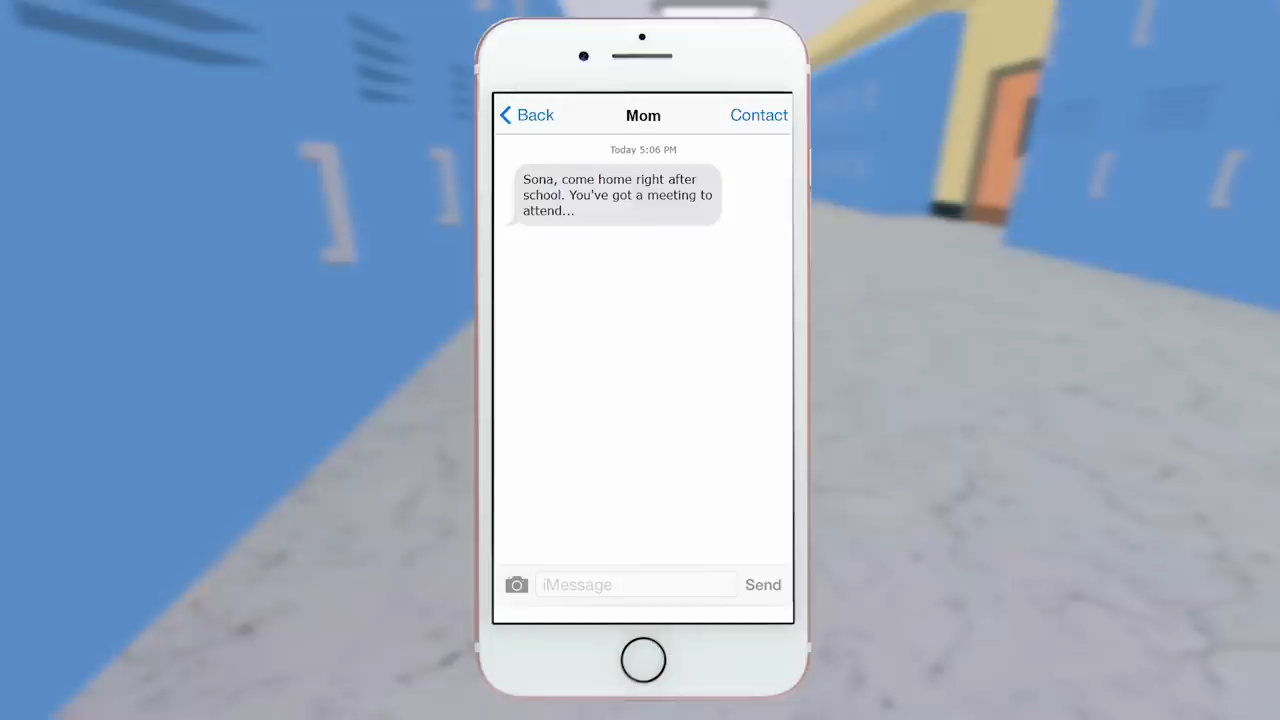 Back
Mom
Contact
Today 5:06 PM
Sona, come home right after
school. You've got a meeting to
attend...
iMessage
Send